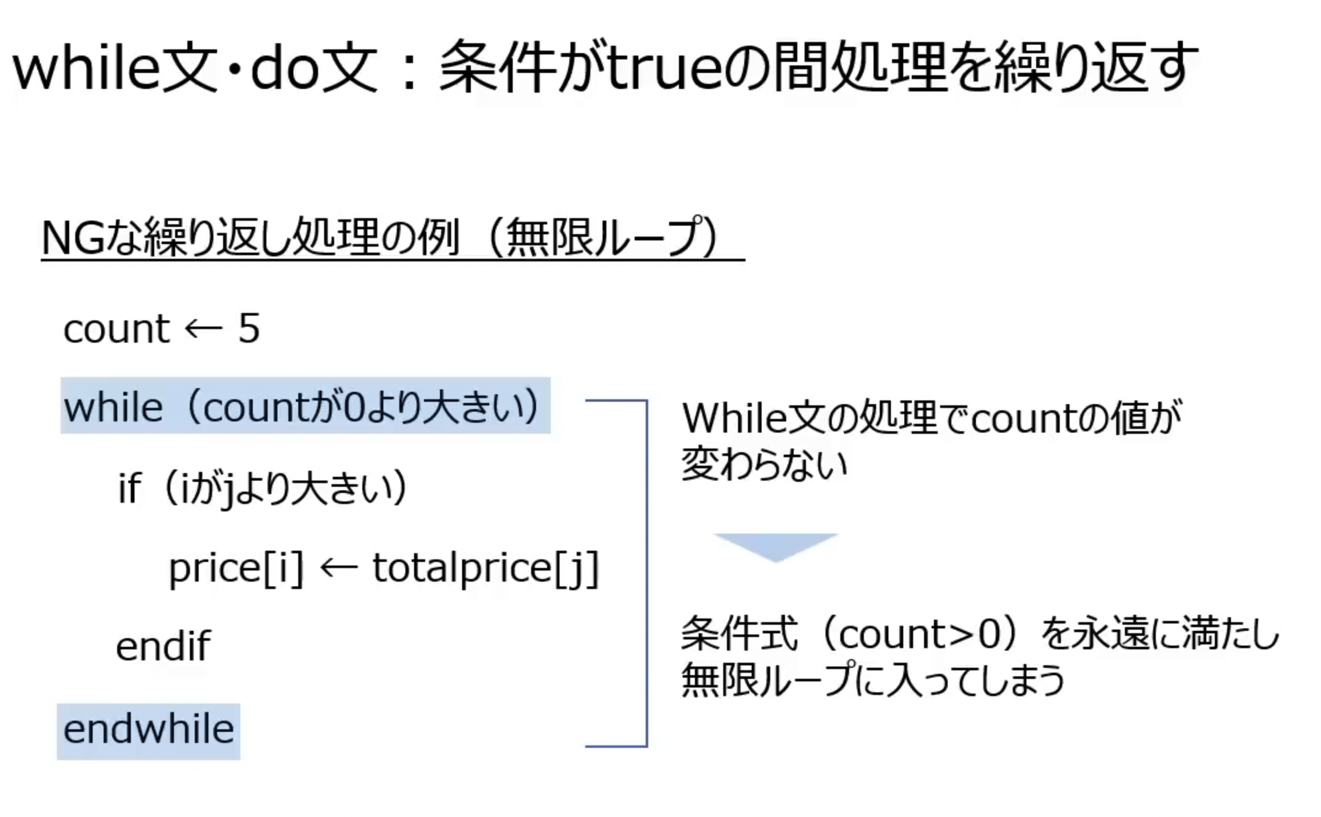 while文・do文：条件がtrueの間処理を繰り返す
NGな繰り返し処理の例（無限ループ）
count ← 5
while（countが0より大きい）
if（iがjより大きい）
price[i] ← totalprice[j]
endif
endwhile
While文の処理でcountの値が
変わらない
条件式（count>0）を永遠に満たし
無限ループに入ってしまう